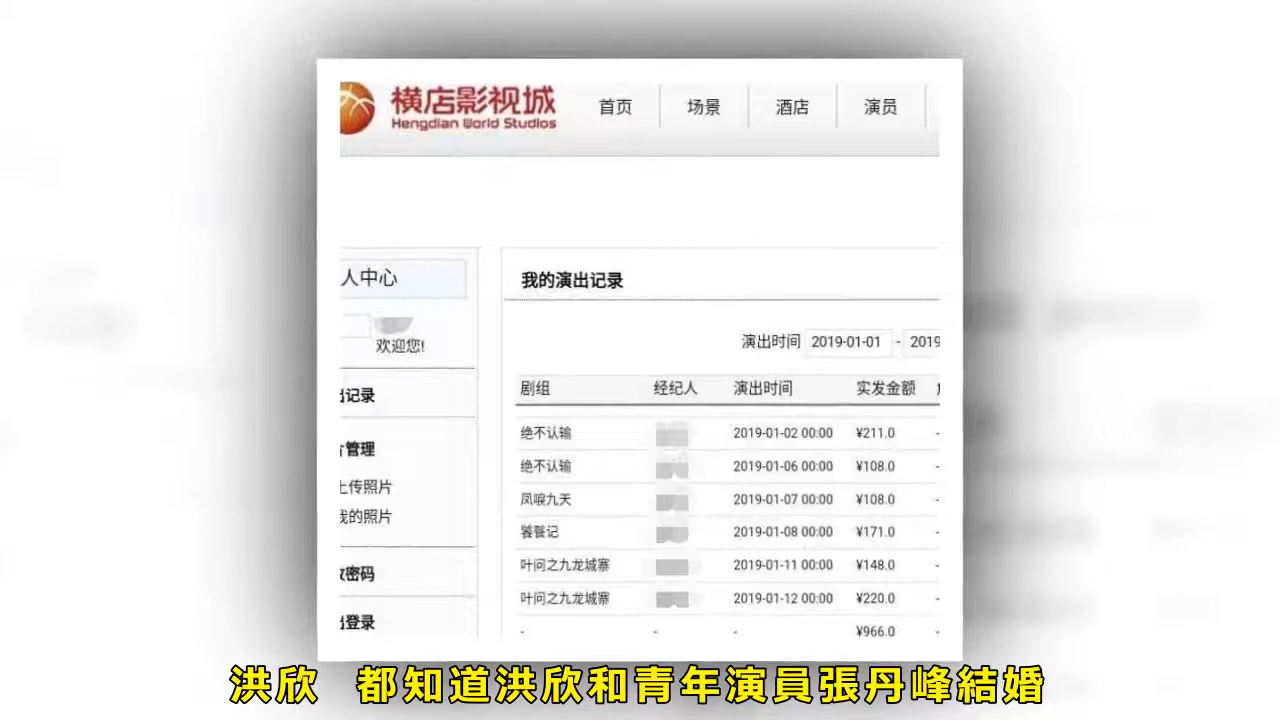 横店影视城
Hengdian World Studios
首页 场景 酒店 演员
人中心
欢迎您!
出记录
管理
上传照片
我的照片
密码
出登录
我的演出记录
演出时间 2019-01-01 - 2019
剧组 经纪人 演出时间 实发金额
绝不认输 2019-01-02 00:00 ¥211.0 -
绝不认输 2019-01-06 00:00 ¥108.0 -
凤唳九天 2019-01-07 00:00 ¥108.0 -
饕餮记 2019-01-08 00:00 ¥171.0 -
叶问之九龙城寨 2019-01-11 00:00 ¥148.0 -
叶问之九龙城寨 2019-01-12 00:00 ¥220.0 -
- - - ¥966.0 -
洪欣 都知道洪欣和青年演員張丹峰結婚